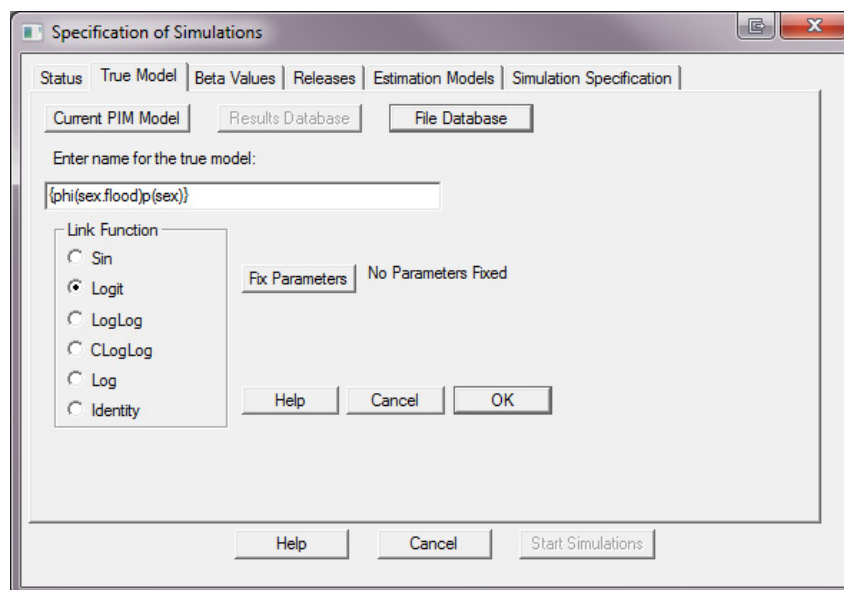 Specification of Simulations
Status True Model Beta Values Releases Estimation Models Simulation Specification
Current PIM Model Results Database File Database
Enter name for the true model:
{phi(sex.flood)p(sex)}
Link Function
Sin
Logit
LogLog
CLogLog
Log
Identity
Fix Parameters No Parameters Fixed
Help Cancel OK
Help Cancel Start Simulations